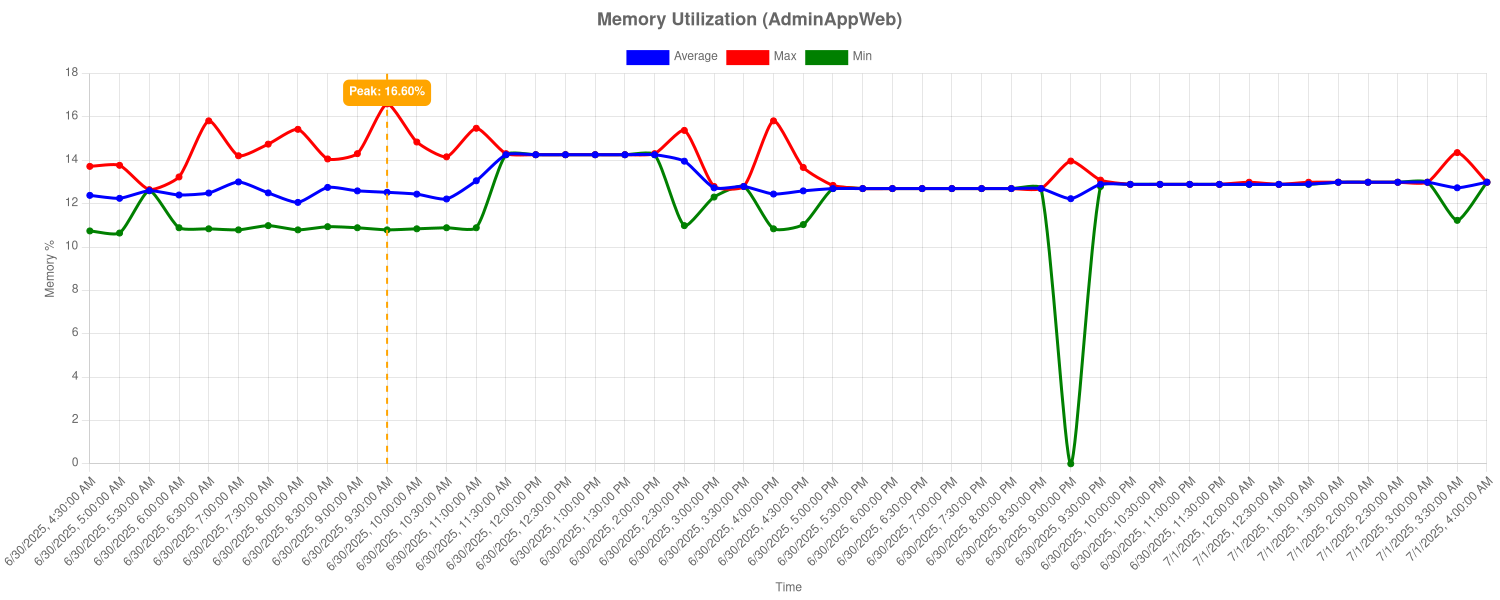 Memory Utilization (AdminAppWeb)
Average Max Min
Peak: 16.60%
Memory %
18
16
14
12
10
8
6
4
2
0
6/30/2025, 4:30:00 AM
6/30/2025, 5:00:00 AM
6/30/2025, 5:30:00 AM
6/30/2025, 6:00:00 AM
6/30/2025, 6:30:00 AM
6/30/2025, 7:00:00 AM
6/30/2025, 7:30:00 AM
6/30/2025, 8:00:00 AM
6/30/2025, 8:30:00 AM
6/30/2025, 9:00:00 AM
6/30/2025, 9:30:00 AM
6/30/2025, 10:00:00 AM
6/30/2025, 10:30:00 AM
6/30/2025, 11:00:00 AM
6/30/2025, 11:30:00 AM
6/30/2025, 12:00:00 PM
6/30/2025, 12:30:00 PM
6/30/2025, 1:00:00 PM
6/30/2025, 1:30:00 PM
6/30/2025, 2:00:00 PM
6/30/2025, 2:30:00 PM
6/30/2025, 3:00:00 PM
6/30/2025, 3:30:00 PM
6/30/2025, 4:00:00 PM
6/30/2025, 4:30:00 PM
6/30/2025, 5:00:00 PM
6/30/2025, 5:30:00 PM
6/30/2025, 6:00:00 PM
6/30/2025, 6:30:00 PM
6/30/2025, 7:00:00 PM
6/30/2025, 7:30:00 PM
6/30/2025, 8:00:00 PM
6/30/2025, 8:30:00 PM
6/30/2025, 9:00:00 PM
6/30/2025, 9:30:00 PM
6/30/2025, 10:00:00 PM
6/30/2025, 10:30:00 PM
6/30/2025, 11:00:00 PM
6/30/2025, 11:30:00 PM
7/1/2025, 12:00:00 AM
7/1/2025, 12:30:00 AM
7/1/2025, 1:00:00 AM
7/1/2025, 1:30:00 AM
7/1/2025, 2:00:00 AM
7/1/2025, 2:30:00 AM
7/1/2025, 3:00:00 AM
7/1/2025, 3:30:00 AM
7/1/2025, 4:00:00 AM
Time